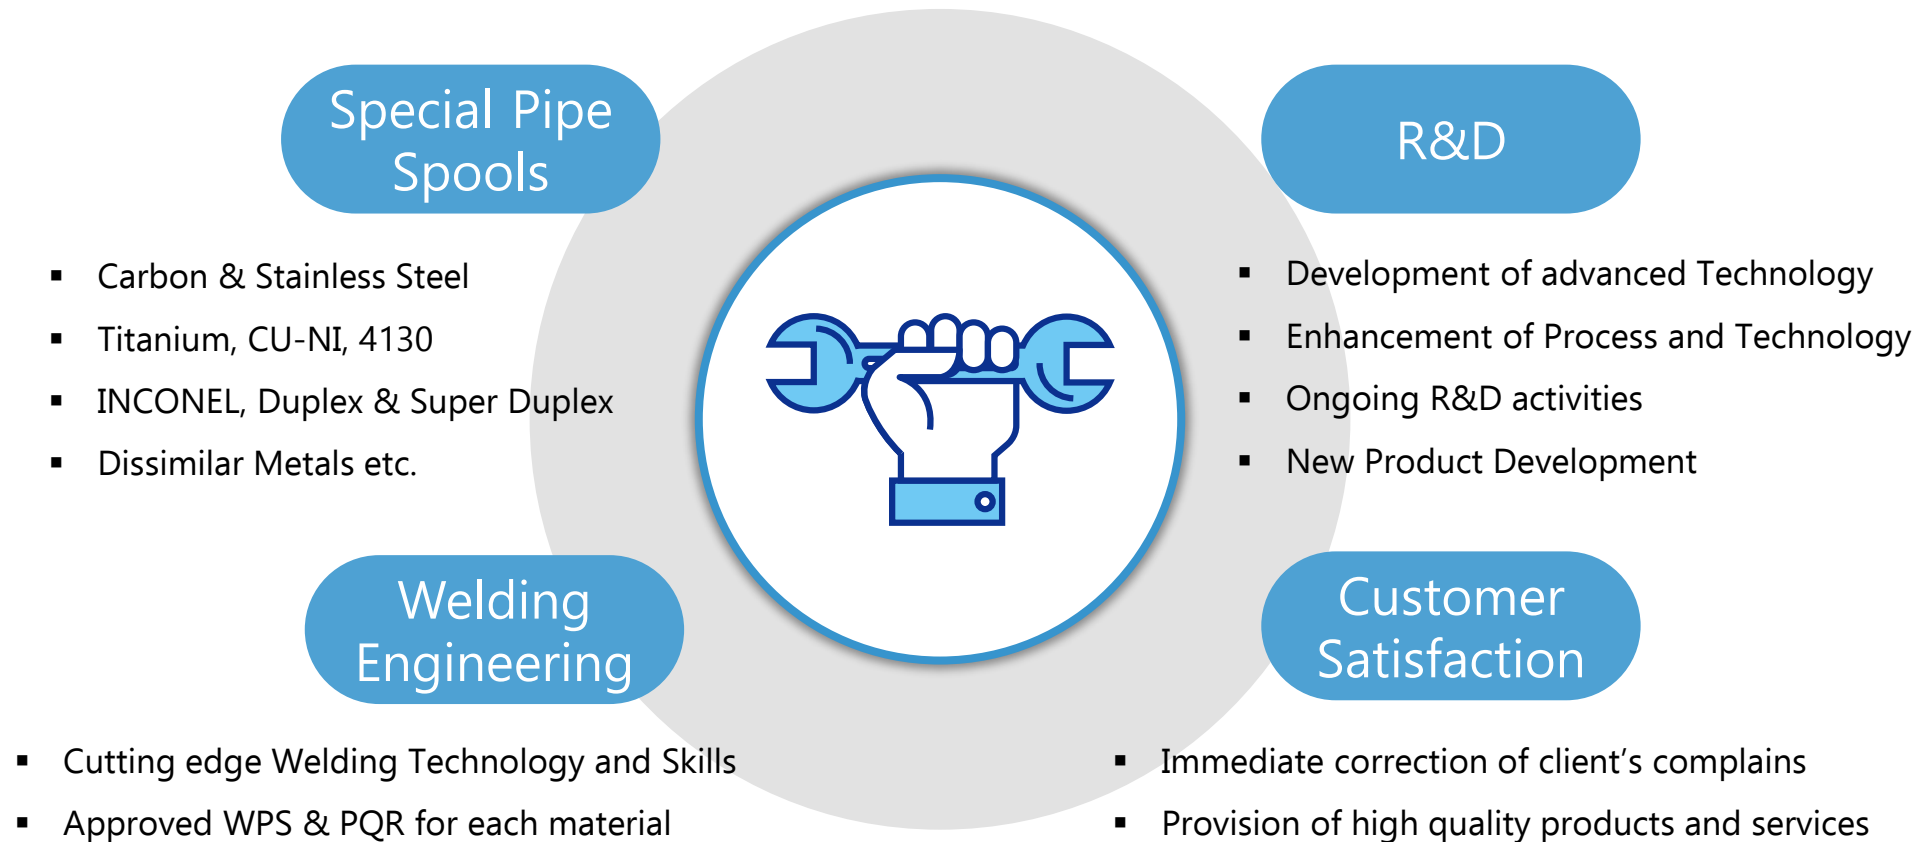 Special Pipe
Spools
▪ Carbon & Stainless Steel
▪ Titanium, CU-NI, 4130
▪ INCONEL, Duplex & Super Duplex
▪ Dissimilar Metals etc.
R&D
▪ Development of advanced Technology
▪ Enhancement of Process and Technology
▪ Ongoing R&D activities
▪ New Product Development
Welding
Engineering
▪ Cutting edge Welding Technology and Skills
▪ Approved WPS & PQR for each material
Customer
Satisfaction
▪ Immediate correction of client’s complains
▪ Provision of high quality products and services